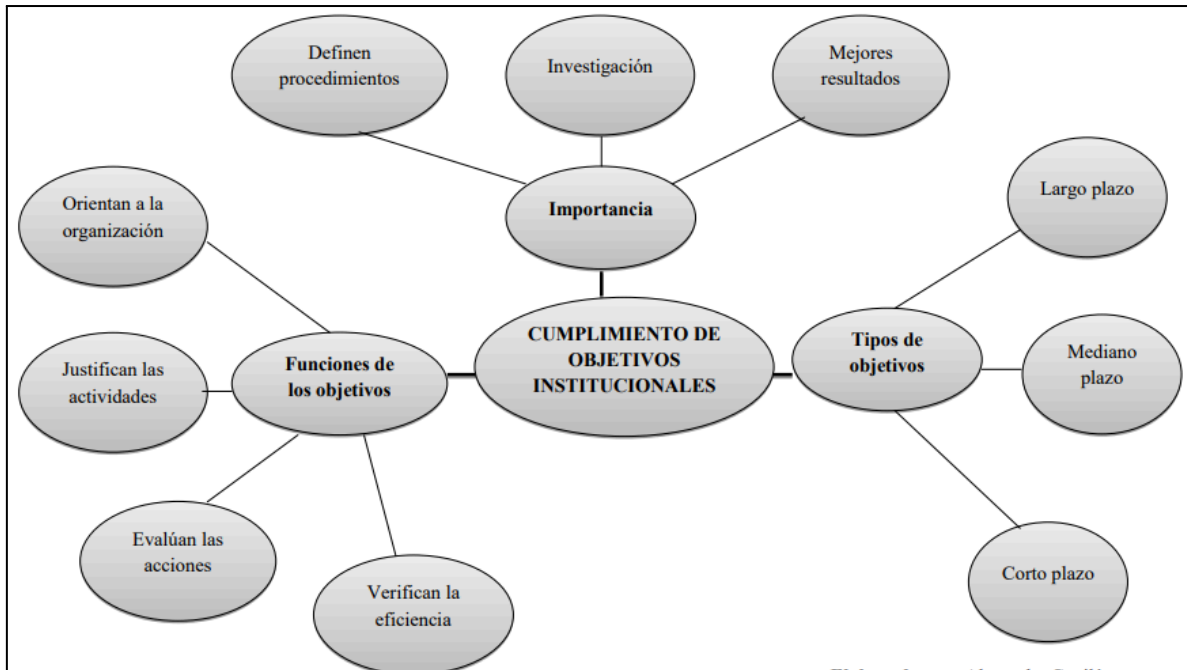 Definen
procedimientos
Investigación
Mejores
resultados
Importancia
Orientan a la
organización
Justifican las
actividades
Evalúan las
acciones
Verifican la
eficiencia
Funciones de
los objetivos
CUMPLIMIENTO DE
OBJETIVOS
INSTITUCIONALES
Tipos de
objetivos
Largo plazo
Mediano
plazo
Corto plazo